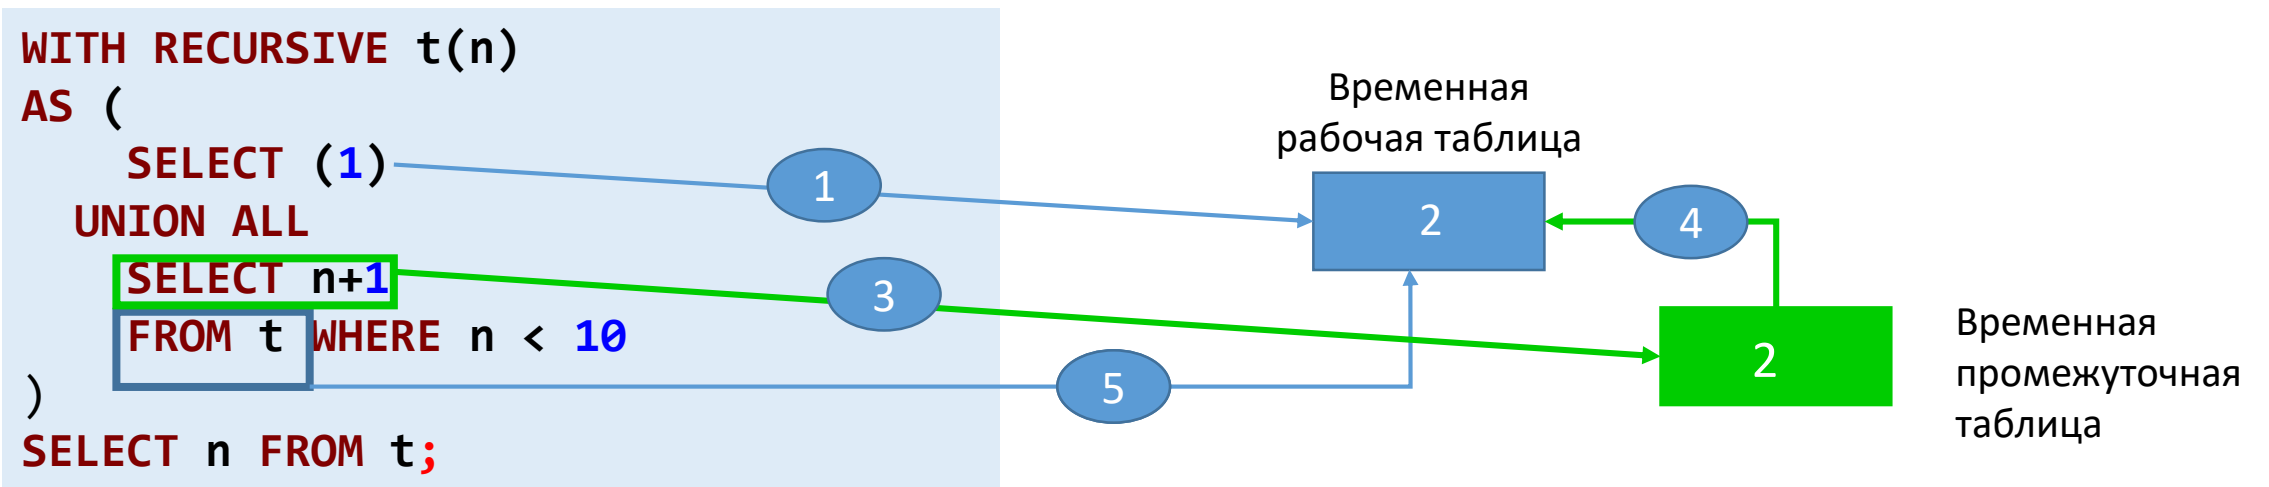 WITH RECURSIVE t(n)
AS (
SELECT (1)
UNION ALL
SELECT n+1
FROM t WHERE n < 10
)
SELECT n FROM t;
1
3
5
Временная
рабочая таблица
2
4
2
Временная
промежуточная
таблица